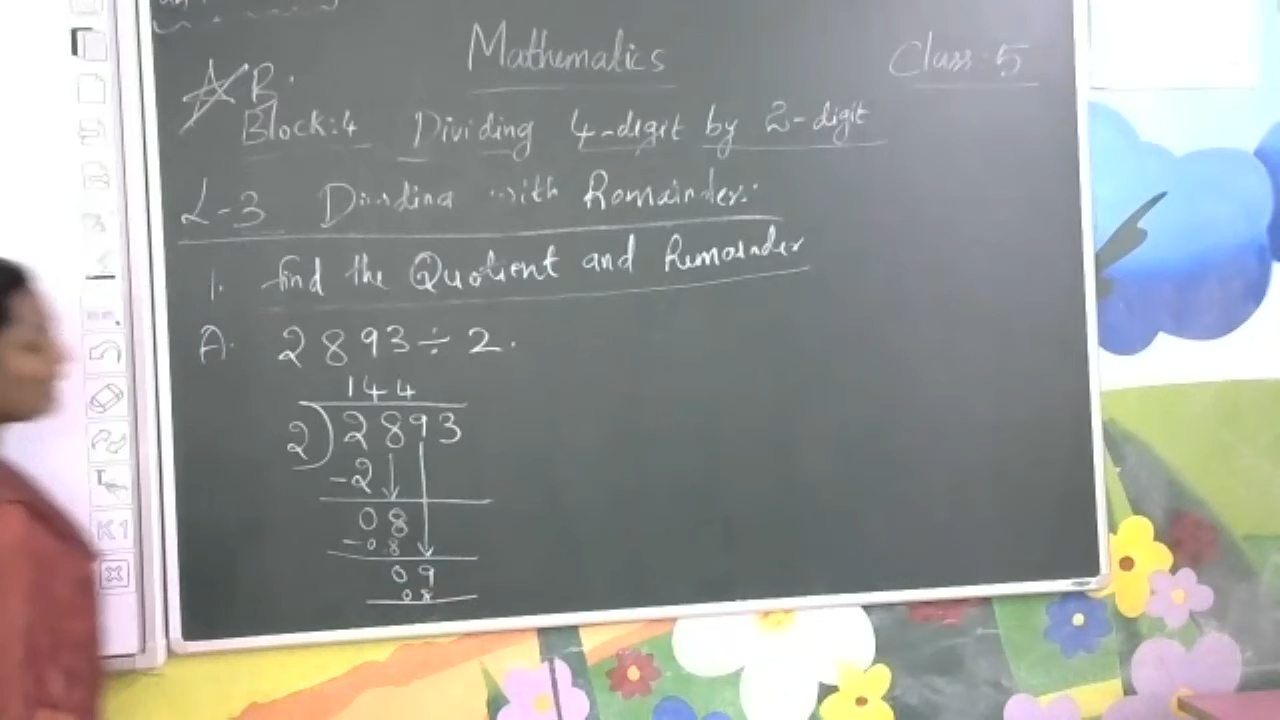 Mathematics
Class: 5
B.
Block:4 Dividing 4-digit by 2-digit
L-3 Dividing with Remainders.
1. find the Quotient and Remainder
A. 2893 ÷ 2.
144
2)2893
-2
08
-08
09
08
K1